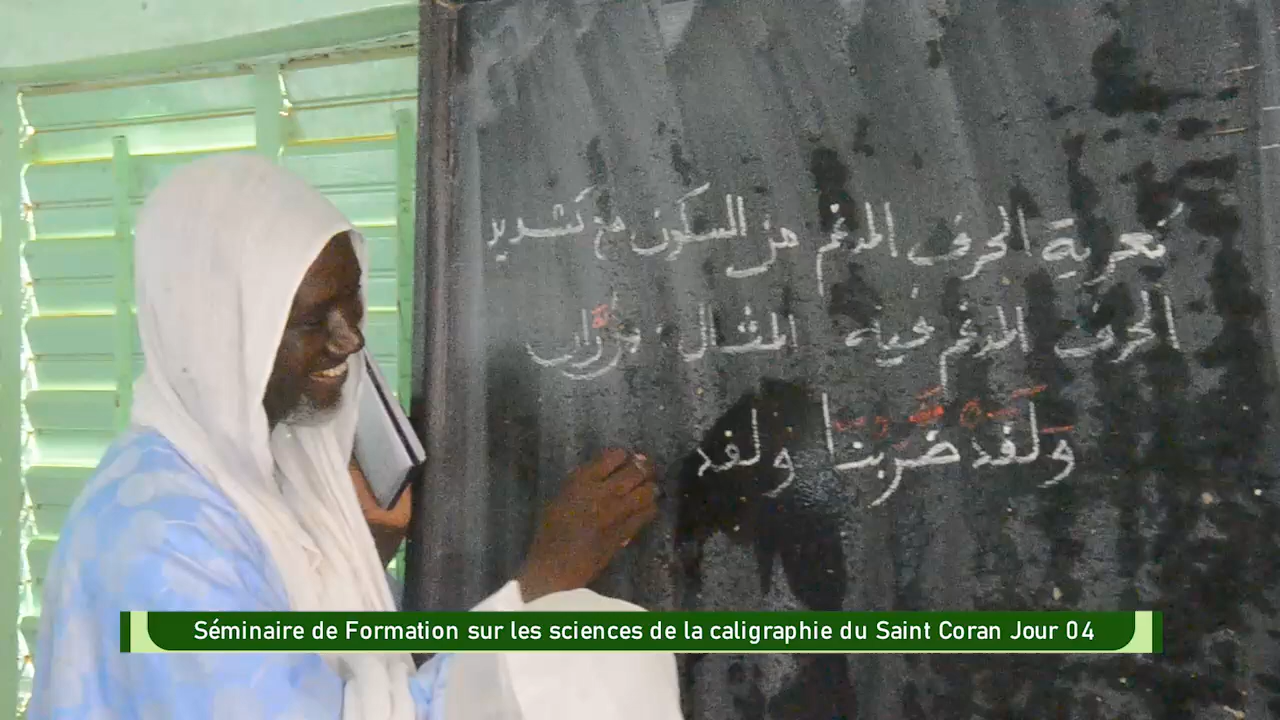 تعرية الحرف المدغم من السكون مع تشديد
الحرف المدغم فيه المثال
ولقد ضربنا ولقد
Séminaire de Formation sur les sciences de la caligraphie du Saint Coran Jour 04